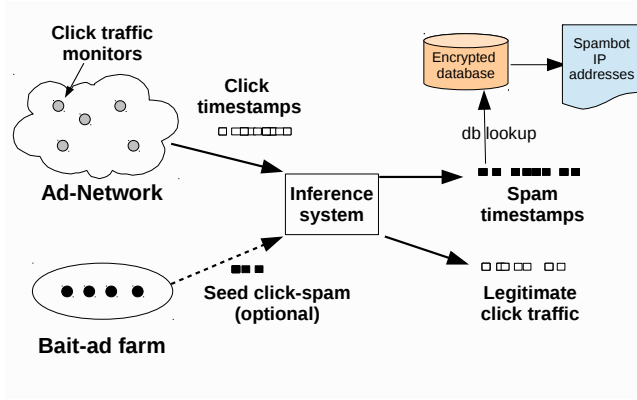 Click traffic
monitors
Click
timestamps
Ad-Network
Encrypted
database
Spambot
IP
addresses
db lookup
Inference
system
Spam
timestamps
Seed click-spam
(optional)
Legitimate
click traffic
Bait-ad farm